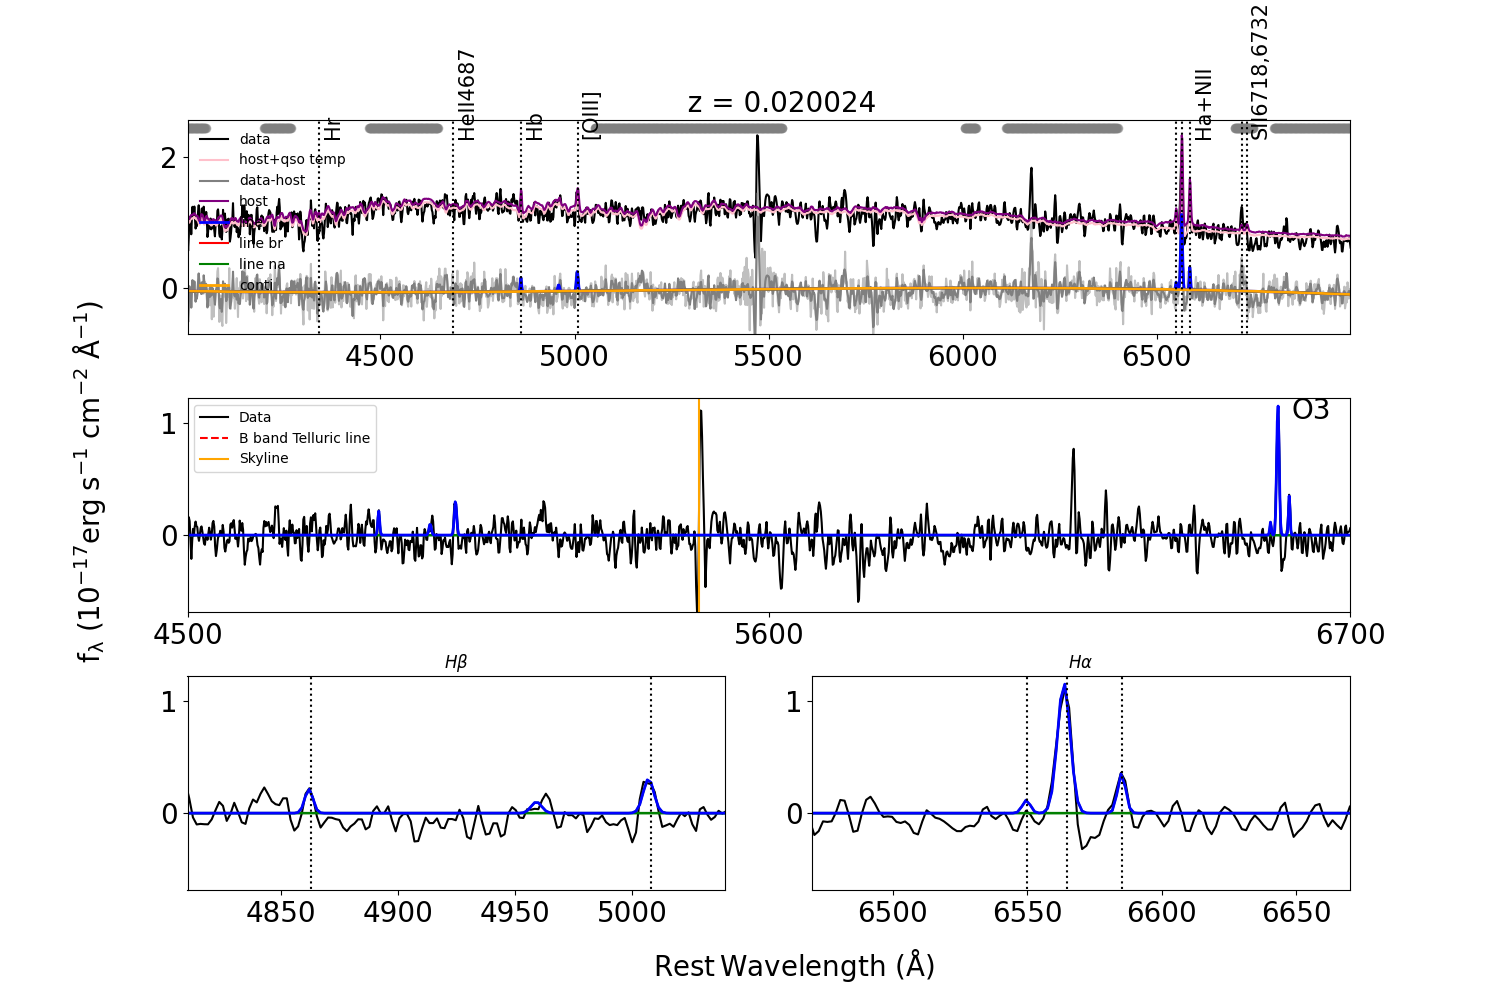 z = 0.020024
Hr
HeII4687
Hb
[OIII]
Ha+NII
SII6718,6732
data
host+qso temp
data-host
host
line br
line na
conti
2
0
4500 5000 5500 6000 6500
Data
B band Telluric line
Skyline
O3
1
0
4500 5600 6700
fλ (10⁻¹⁷erg s⁻¹ cm⁻² Å⁻¹)
Hβ
1
0
4850 4900 4950 5000
Hα
1
0
6500 6550 6600 6650
Rest Wavelength (Å)